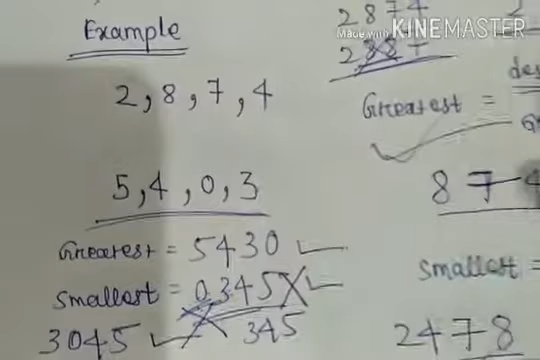 Example
2,8,7,4
5,4,0,3
Greatest = 5430
Smallest = 0345
345
3045
2874
Made with KINEMASTER
Greatest =
874
Smallest =
2478